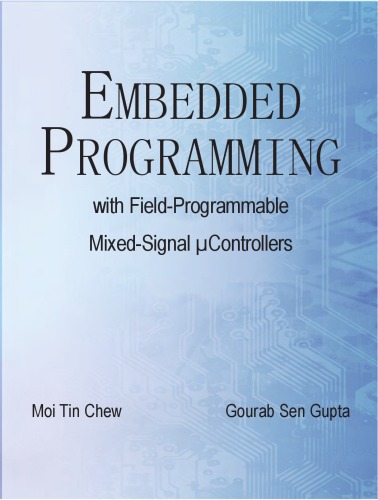 EMBEDDED
PROGRAMMING
with Field-Programmable
Mixed-Signal µControllers
Moi Tin Chew
Gourab Sen Gupta